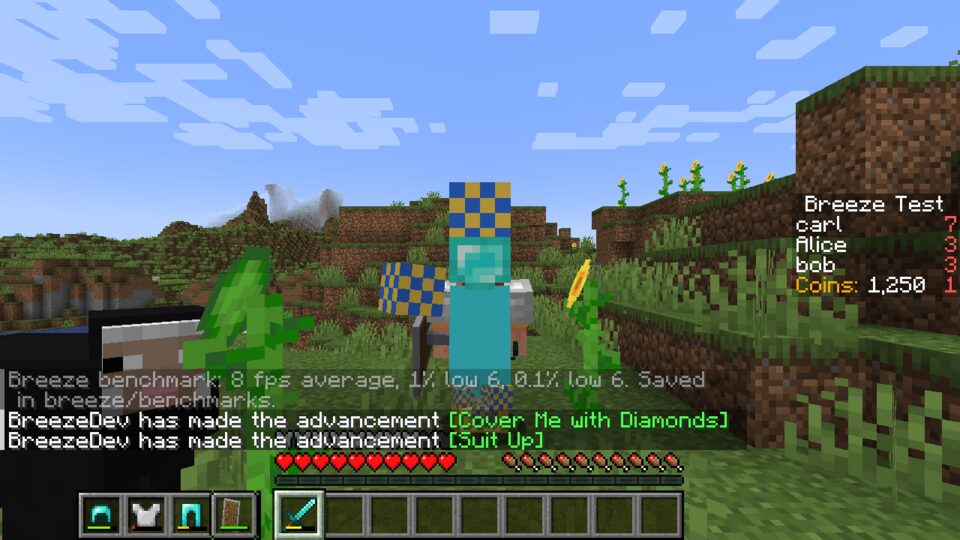 Breeze Test
carl 7
Alice 3
bob 3
Coins: 1,250 1
Breeze benchmark: 8 fps average, 1% low 6, 0.1% low 6. Saved
in breeze/benchmarks.
BreezeDev has made the advancement [Cover Me with Diamonds]
BreezeDev has made the advancement [Suit Up]